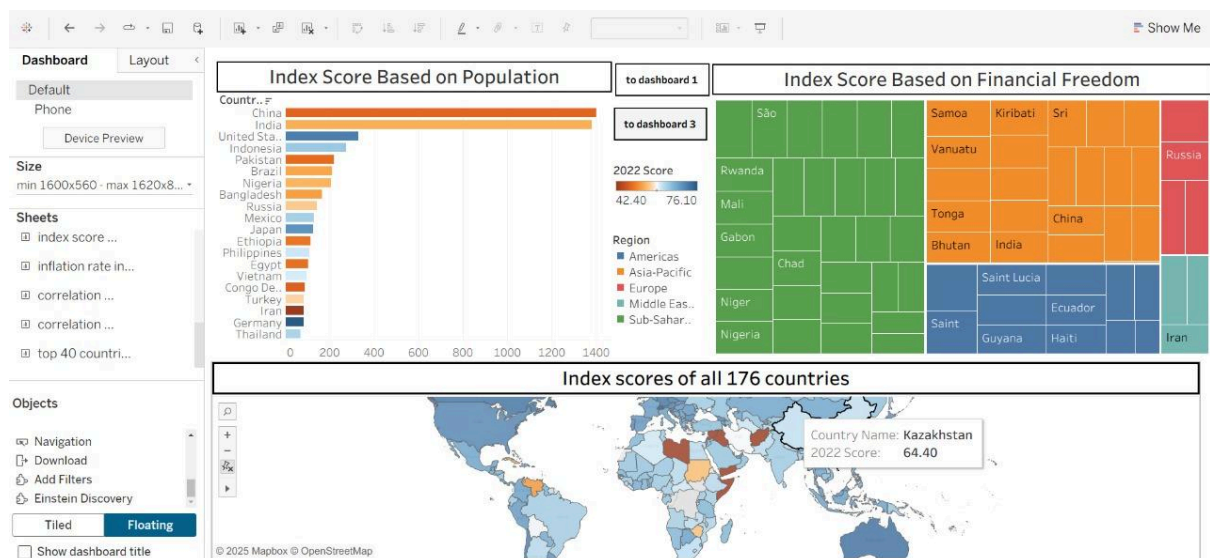 Show Me
Dashboard
Layout
Default
Phone
Device Preview
Size
min 1600x560 - max 1620x8...
Sheets
index score ...
inflation rate in...
correlation ...
correlation ...
top 40 countri...
Objects
Navigation
Download
Add Filters
Einstein Discovery
Tiled
Floating
Show dashboard title
Index Score Based on Population
Countr..
China
India
United Sta..
Indonesia
Pakistan
Brazil
Nigeria
Bangladesh
Russia
Mexico
Japan
Ethiopia
Philippines
Egypt
Vietnam
Congo De..
Turkey
Iran
Germany
Thailand
0 200 400 600 800 1000 1200 1400
to dashboard 1
to dashboard 3
2022 Score
42.40 76.10
Region
Americas
Asia-Pacific
Europe
Middle Eas..
Sub-Sahar..
Index Score Based on Financial Freedom
São
Rwanda
Mali
Gabon
Chad
Niger
Nigeria
Samoa
Kiribati
Sri
Vanuatu
Tonga
China
Bhutan
India
Russia
Saint Lucia
Ecuador
Saint
Guyana
Haiti
Iran
Index scores of all 176 countries
Country Name: Kazakhstan
2022 Score: 64.40
© 2025 Mapbox © OpenStreetMap